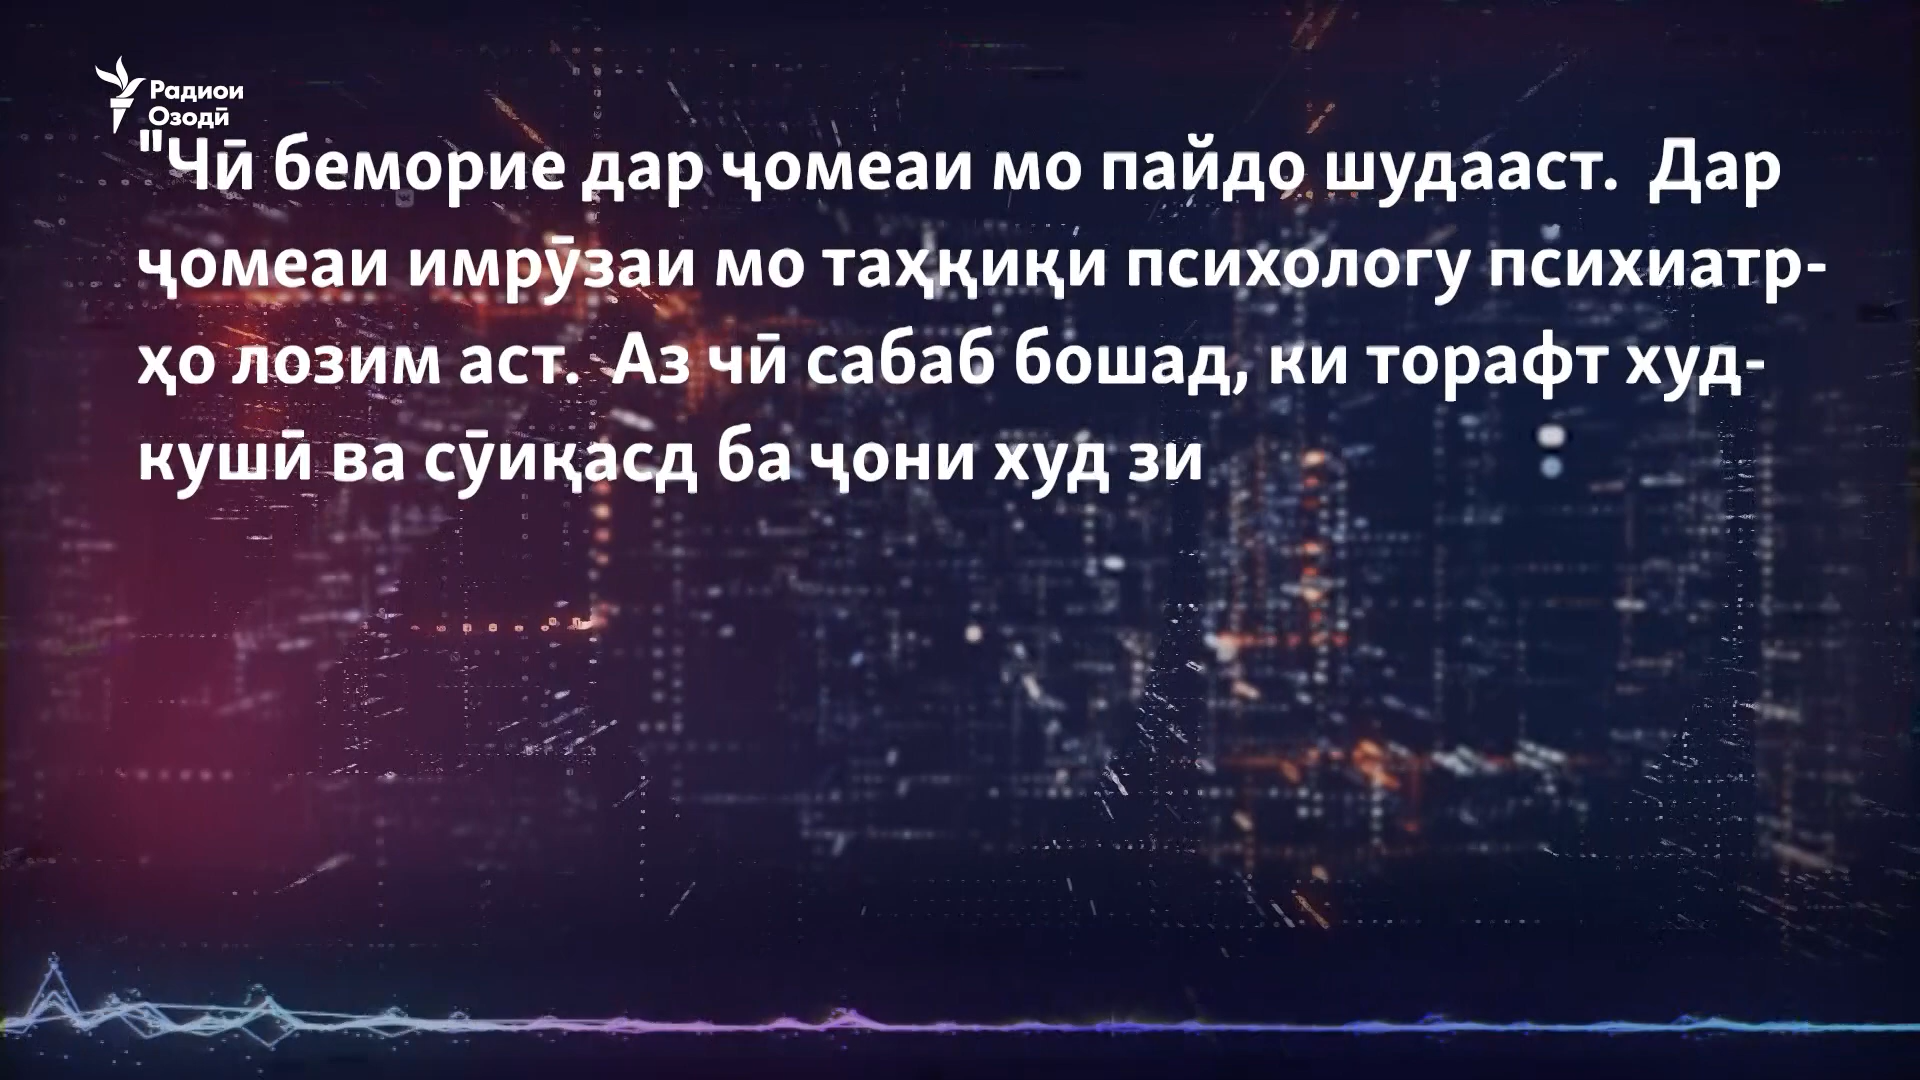 Радиои
Озодӣ
"Чӣ беморие дар ҷомеаи мо пайдо шудааст. Дар
ҷомеаи имрӯзаи мо таҳқиқи психологу психиатр-
ҳо лозим аст. Аз чӣ сабаб бошад, ки торафт худ-
кушӣ ва сӯиқасд ба ҷони худ зи